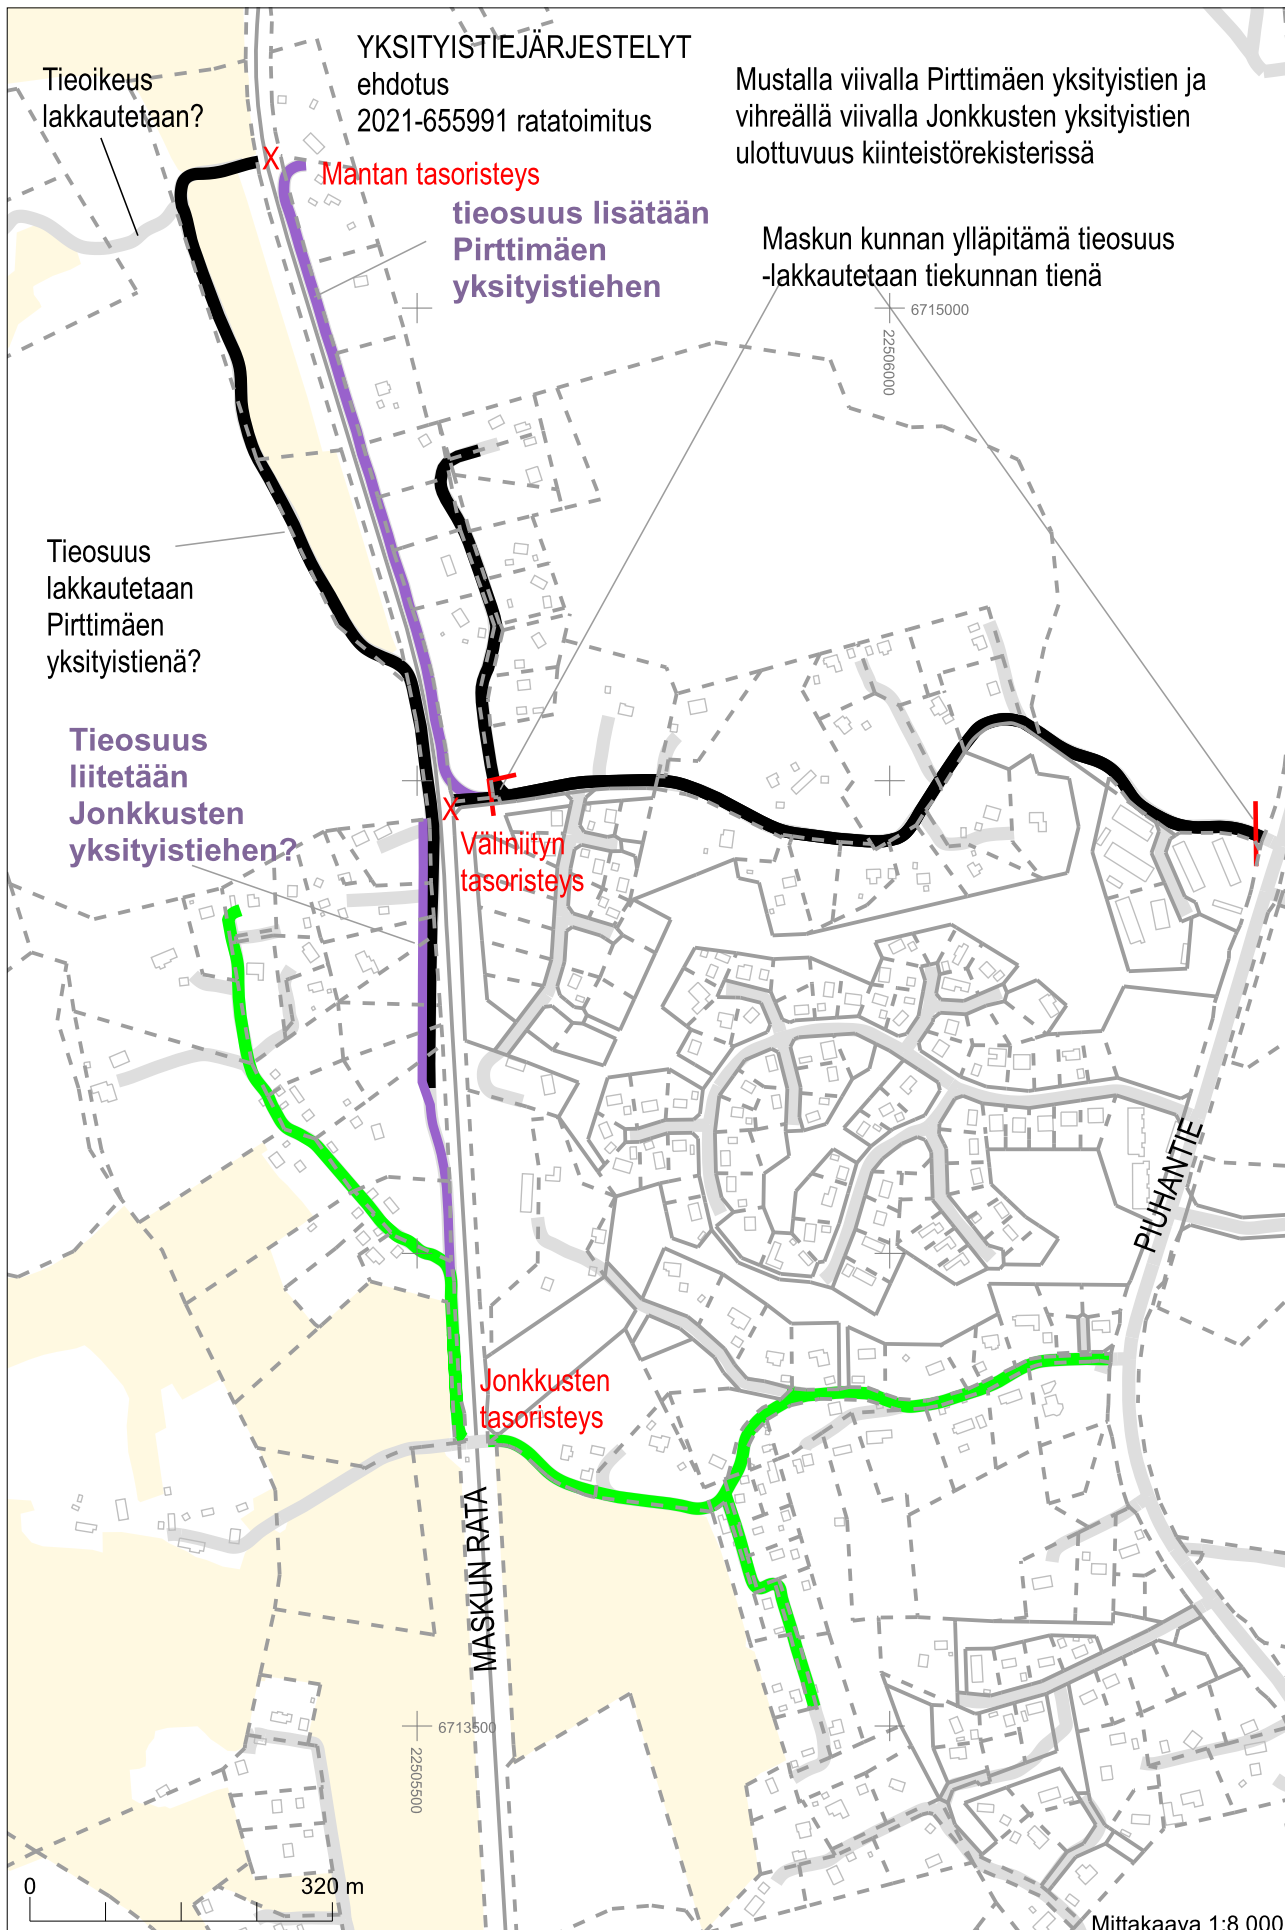 YKSITYISTIEJÄRJESTELYT
ehdotus
2021-655991 ratatoimitus
Tieoikeus
lakkautetaan?
Mustalla viivalla Pirttimäen yksityistien ja
vihreällä viivalla Jonkkusten yksityistien
ulottuvuus kiinteistörekisterissä
X
Mantan tasoristeys
tieosuus lisätään
Pirttimäen
yksityistiehen
Maskun kunnan ylläpitämä tieosuus
-lakkautetaan tiekunnan tienä
6715000
22506000
Tieosuus
lakkautetaan
Pirttimäen
yksityistienä?
Tieosuus
liitetään
Jonkkusten
yksityistiehen?
X
Väliniityn
tasoristeys
PIUHANTIE
Jonkkusten
tasoristeys
MASKUN RATA
6713500
22505500
0
320 m
Mittakaava 1:8 000